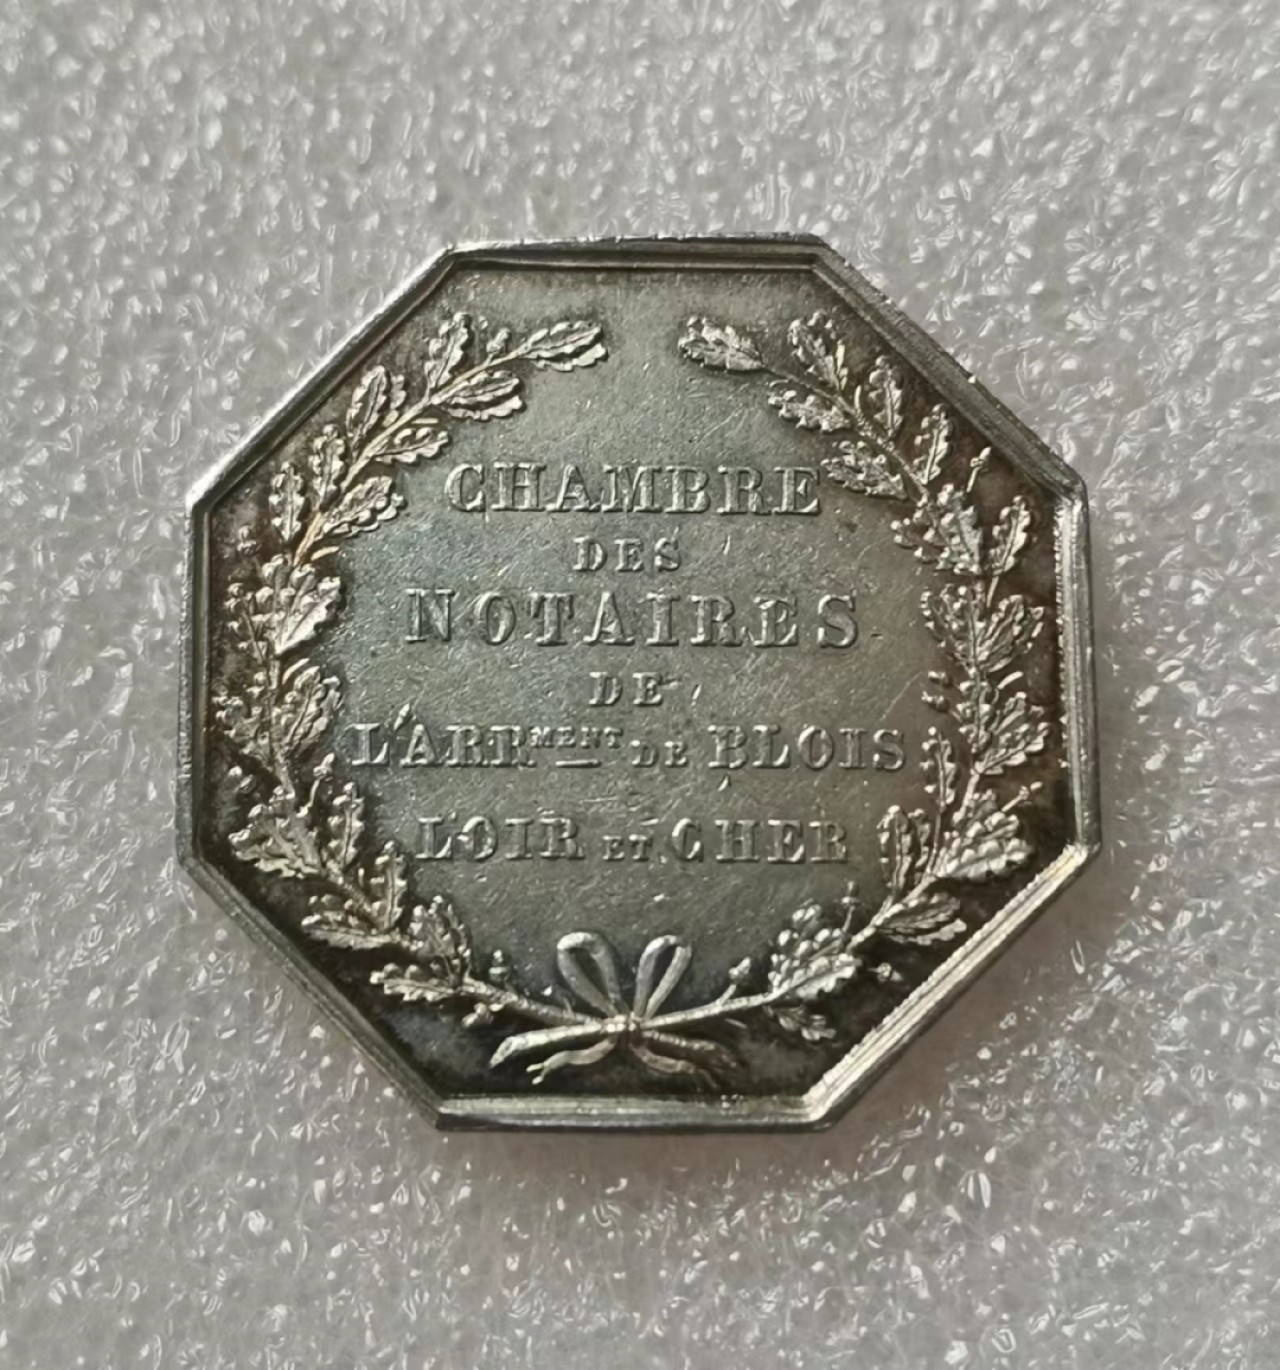 CHAMBRE
DES
NOTAIRES
DE
L'ARRMENT DE BLOIS
LOIR ET CHER